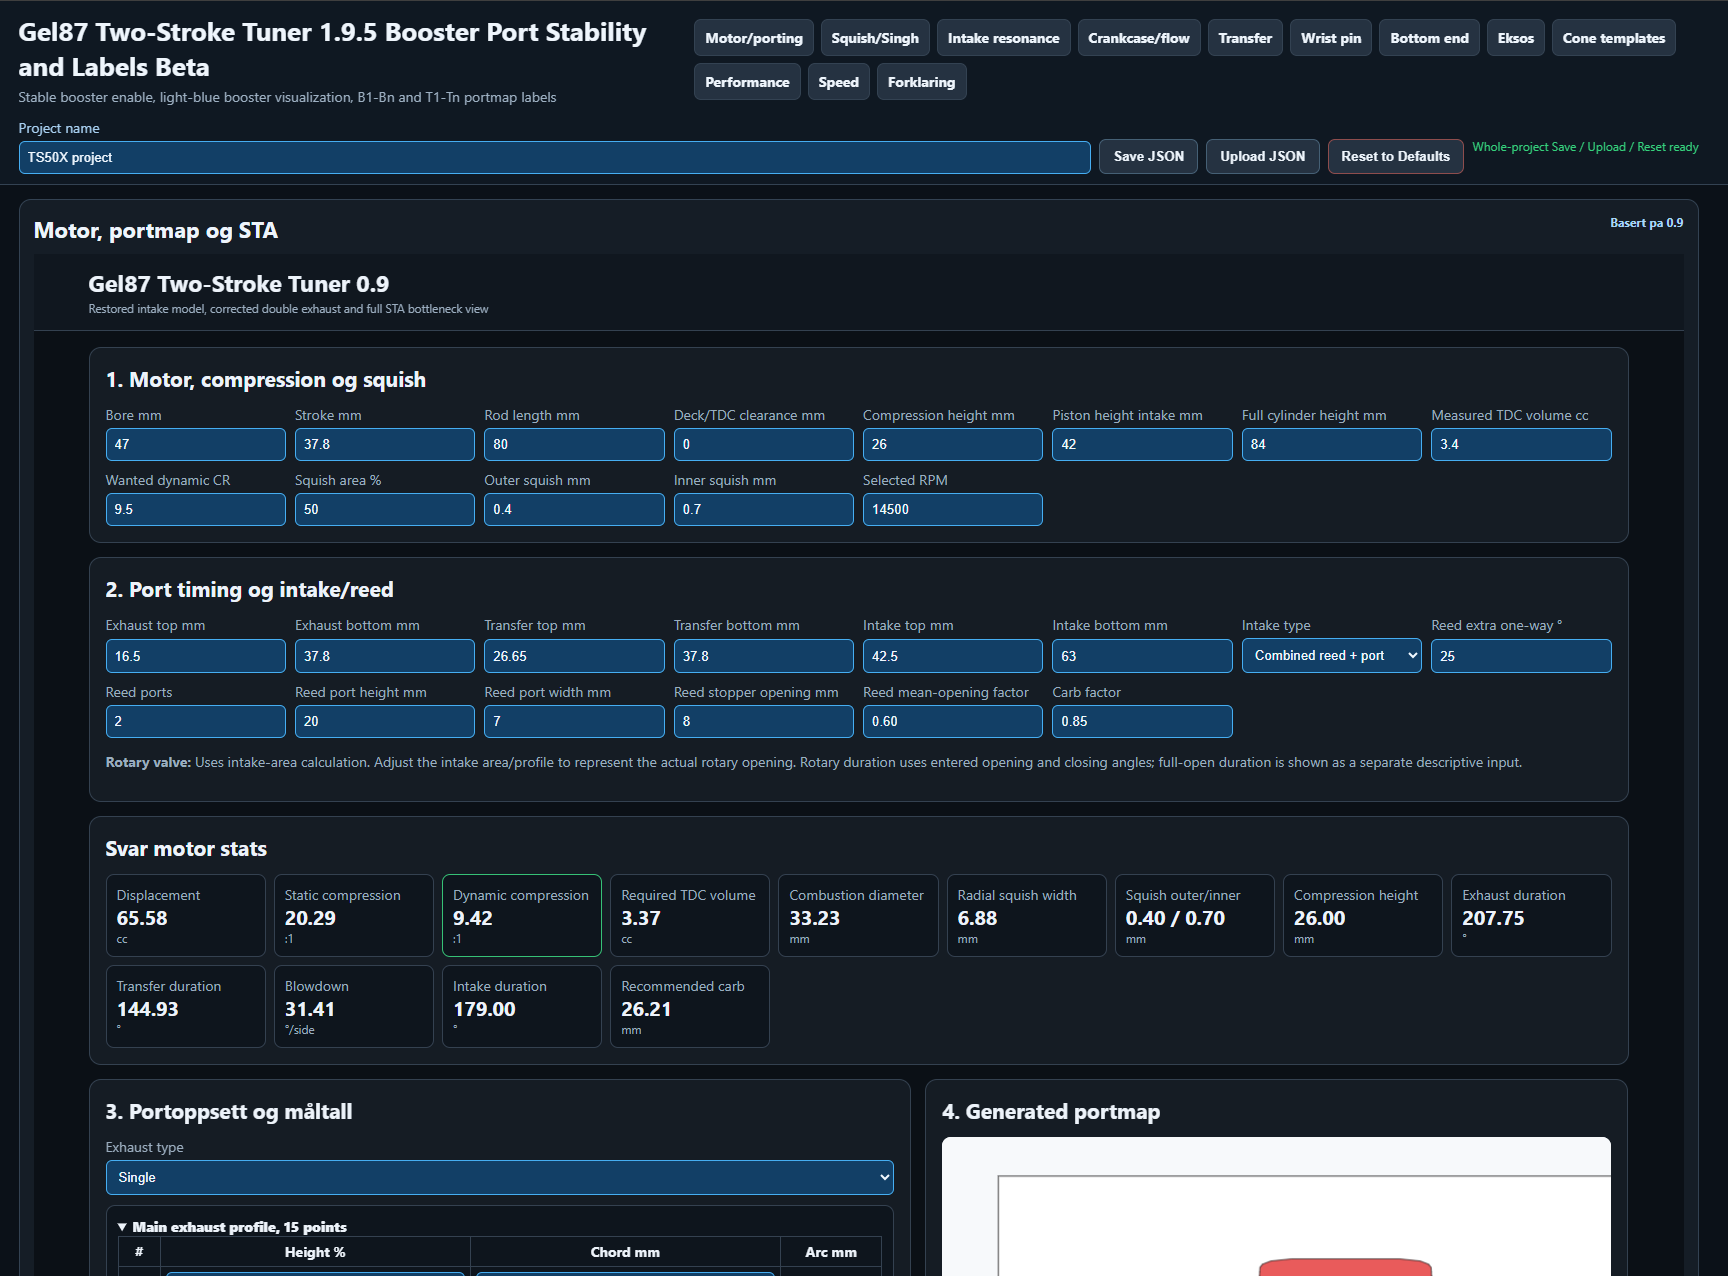 Gel87 Two-Stroke Tuner 1.9.5 Booster Port Stability
and Labels Beta
Stable booster enable, light-blue booster visualization, B1-Bn and T1-Tn portmap labels
Motor/porting Squish/Singh Intake resonance Crankcase/flow Transfer Wrist pin Bottom end Eksos Cone templates
Performance Speed Forklaring
Project name
TS50X project Save JSON Upload JSON Reset to Defaults Whole-project Save / Upload / Reset ready
Motor, portmap og STA Basert pa 0.9
Gel87 Two-Stroke Tuner 0.9
Restored intake model, corrected double exhaust and full STA bottleneck view
1. Motor, compression og squish
Bore mm Stroke mm Rod length mm Deck/TDC clearance mm Compression height mm Piston height intake mm Full cylinder height mm Measured TDC volume cc
47 37.8 80 0 26 42 84 3.4
Wanted dynamic CR Squish area % Outer squish mm Inner squish mm Selected RPM
9.5 50 0.4 0.7 14500
2. Port timing og intake/reed
Exhaust top mm Exhaust bottom mm Transfer top mm Transfer bottom mm Intake top mm Intake bottom mm Intake type Reed extra one-way °
16.5 37.8 26.65 37.8 42.5 63 Combined reed + port 25
Reed ports Reed port height mm Reed port width mm Reed stopper opening mm Reed mean-opening factor Carb factor
2 20 7 8 0.60 0.85
Rotary valve: Uses intake-area calculation. Adjust the intake area/profile to represent the actual rotary opening. Rotary duration uses entered opening and closing angles; full-open duration is shown as a separate descriptive input.
Svar motor stats
Displacement Static compression Dynamic compression Required TDC volume Combustion diameter Radial squish width Squish outer/inner Compression height Exhaust duration
65.58 20.29 9.42 3.37 33.23 6.88 0.40 / 0.70 26.00 207.75
cc :1 :1 cc mm mm mm mm °
Transfer duration Blowdown Intake duration Recommended carb
144.93 31.41 179.00 26.21
° °/side ° mm
3. Portoppsett og måltall
Exhaust type
Single
▼ Main exhaust profile, 15 points
# Height % Chord mm Arc mm
4. Generated portmap